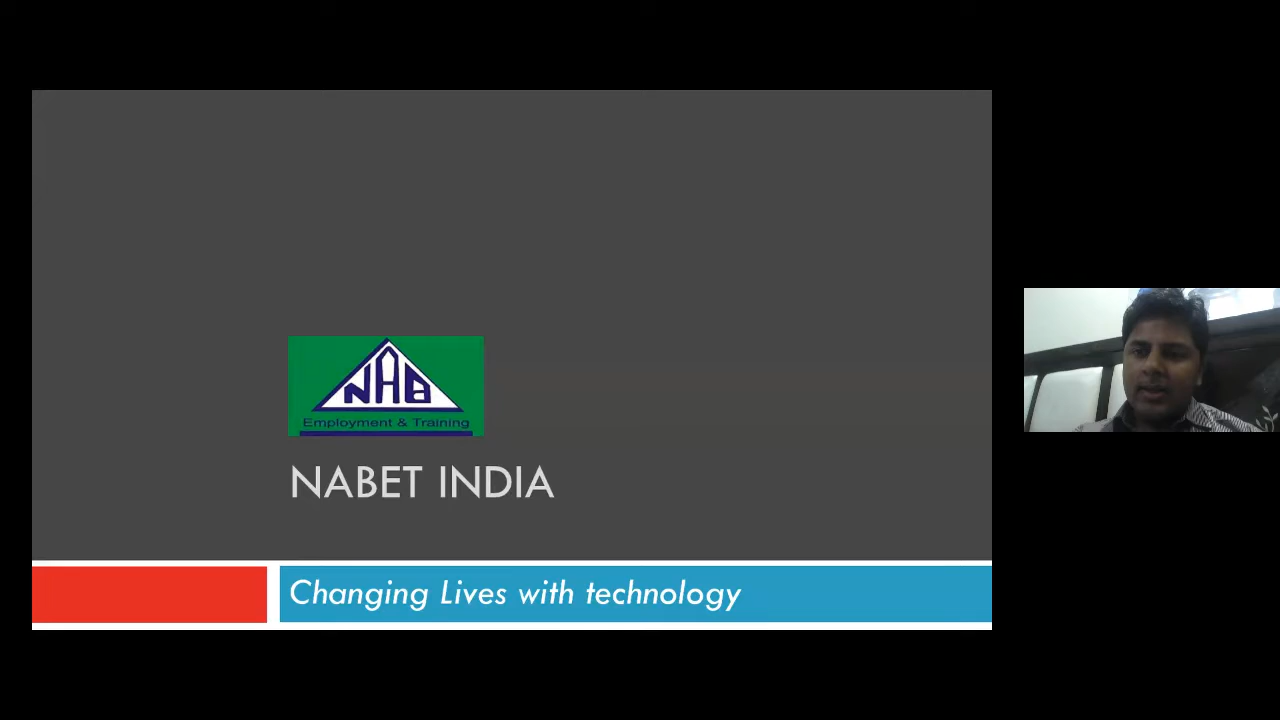 NAB
Employment & Training
NABET INDIA
Changing Lives with technology